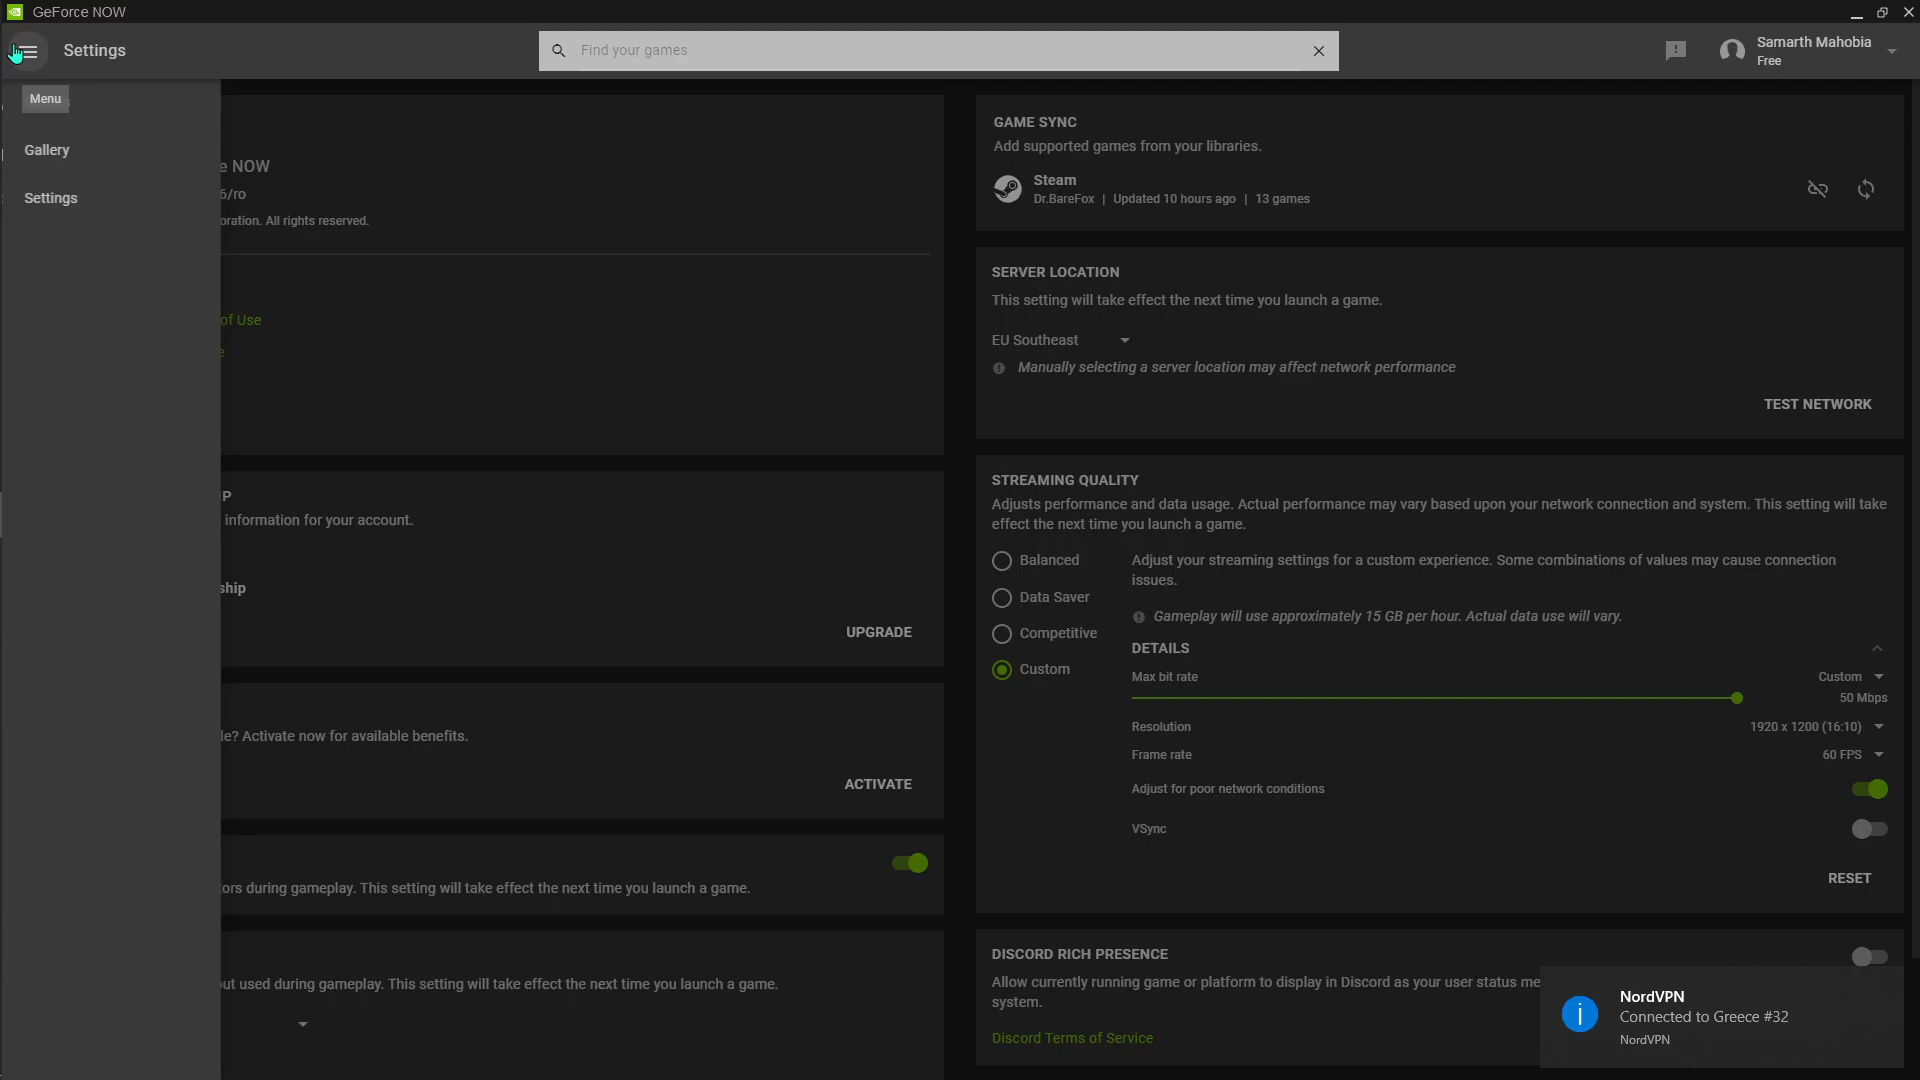 GeForce NOW
Settings
Find your games
Samarth Mahobia
Free
Menu
Gallery
Settings
e NOW
6/ro
oration. All rights reserved.
of Use
e
IP
information for your account.
ship
UPGRADE
le? Activate now for available benefits.
ACTIVATE
ors during gameplay. This setting will take effect the next time you launch a game.
ut used during gameplay. This setting will take effect the next time you launch a game.
GAME SYNC
Add supported games from your libraries.
Steam
Dr.BareFox | Updated 10 hours ago | 13 games
SERVER LOCATION
This setting will take effect the next time you launch a game.
EU Southeast
Manually selecting a server location may affect network performance
TEST NETWORK
STREAMING QUALITY
Adjusts performance and data usage. Actual performance may vary based upon your network connection and system. This setting will take
effect the next time you launch a game.
Balanced
Data Saver
Competitive
Custom
Adjust your streaming settings for a custom experience. Some combinations of values may cause connection
issues.
Gameplay will use approximately 15 GB per hour. Actual data use will vary.
DETAILS
Max bit rate Custom
50 Mbps
Resolution 1920 x 1200 (16:10)
Frame rate 60 FPS
Adjust for poor network conditions
VSync
RESET
DISCORD RICH PRESENCE
Allow currently running game or platform to display in Discord as your user status me
system.
Discord Terms of Service
NordVPN
Connected to Greece #32
NordVPN